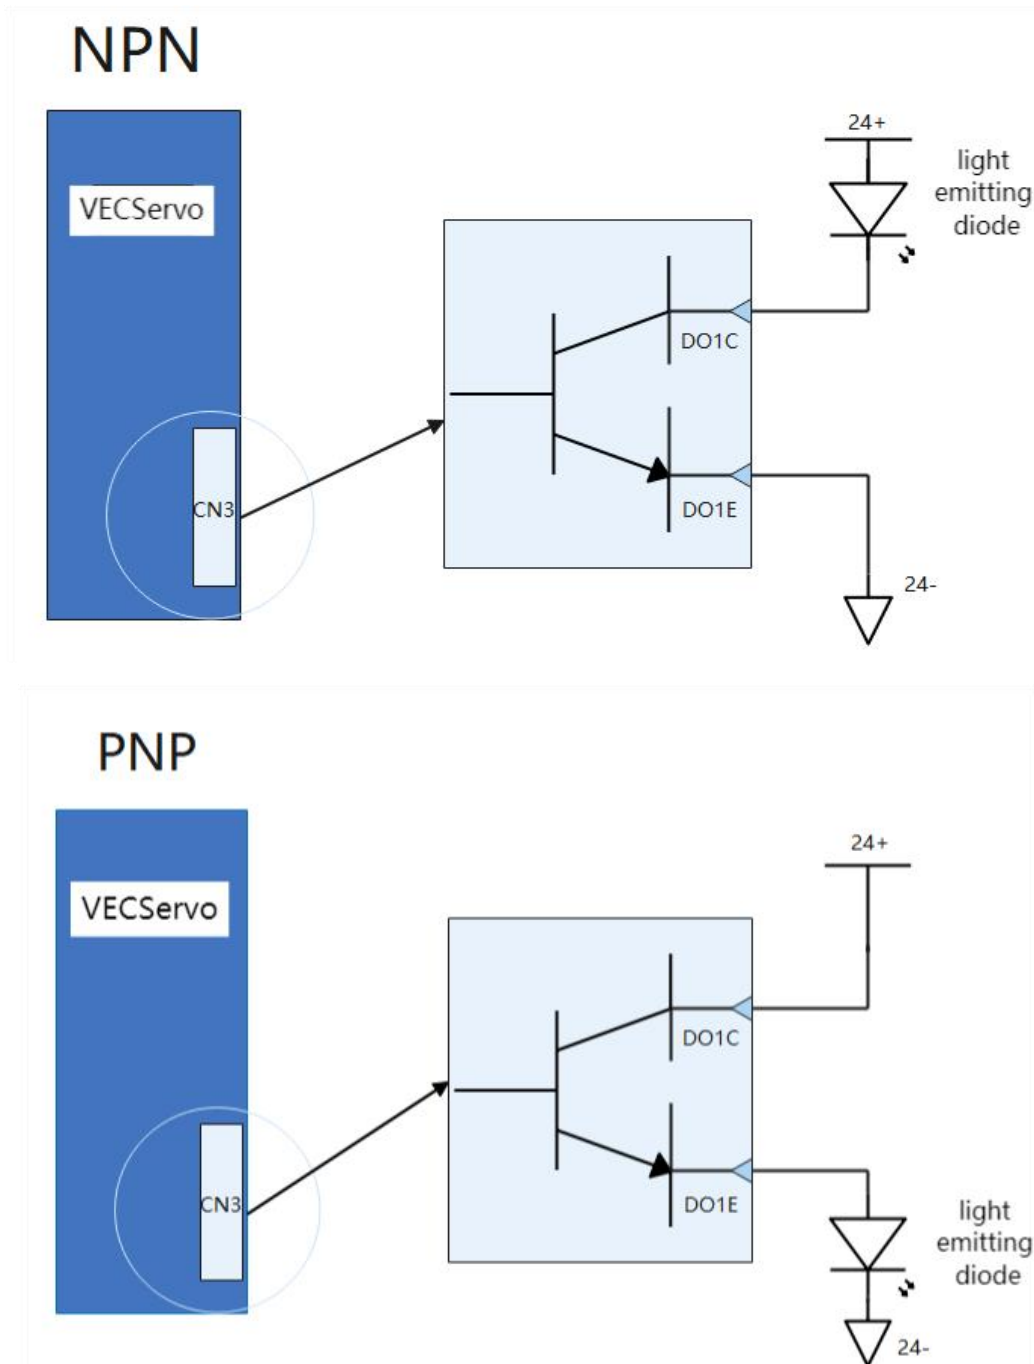 NPN
VECServo
24+
light
emitting
diode
DO1C
CN3
DO1E
24-
PNP
VECServo
24+
DO1C
CN3
DO1E
light
emitting
diode
24-